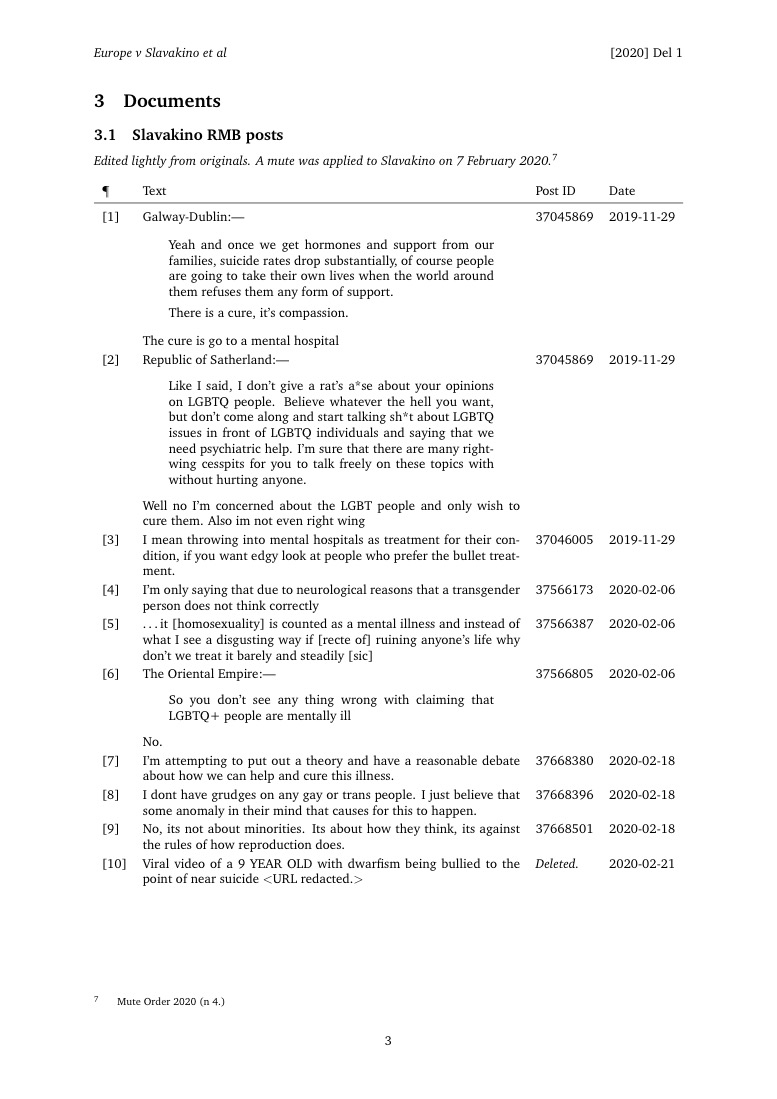 Europe v Slavakino et al [2020] Del 1
3 Documents
3.1 Slavakino RMB posts
Edited lightly from originals. A mute was applied to Slavakino on 7 February 2020.7
¶ Text Post ID Date
[1] Galway-Dublin:— 37045869 2019-11-29
Yeah and once we get hormones and support from our
families, suicide rates drop substantially, of course people
are going to take their own lives when the world around
them refuses them any form of support.
There is a cure, it's compassion.
The cure is go to a mental hospital
[2] Republic of Satherland:— 37045869 2019-11-29
Like I said, I don't give a rat's a*se about your opinions
on LGBTQ people. Believe whatever the hell you want,
but don't come along and start talking sh*t about LGBTQ
issues in front of LGBTQ individuals and saying that we
need psychiatric help. I'm sure that there are many right-
wing cesspits for you to talk freely on these topics with
without hurting anyone.
Well no I'm concerned about the LGBT people and only wish to
cure them. Also im not even right wing
[3] I mean throwing into mental hospitals as treatment for their con- 37046005 2019-11-29
dition, if you want edgy look at people who prefer the bullet treat-
ment.
[4] I'm only saying that due to neurological reasons that a transgender 37566173 2020-02-06
person does not think correctly
[5] ...it [homosexuality] is counted as a mental illness and instead of 37566387 2020-02-06
what I see a disgusting way if [recte of] ruining anyone's life why
don't we treat it barely and steadily [sic]
[6] The Oriental Empire:— 37566805 2020-02-06
So you don't see any thing wrong with claiming that
LGBTQ+ people are mentally ill
No.
[7] I'm attempting to put out a theory and have a reasonable debate 37668380 2020-02-18
about how we can help and cure this illness.
[8] I dont have grudges on any gay or trans people. I just believe that 37668396 2020-02-18
some anomaly in their mind that causes for this to happen.
[9] No, its not about minorities. Its about how they think, its against 37668501 2020-02-18
the rules of how reproduction does.
[10] Viral video of a 9 YEAR OLD with dwarfism being bullied to the Deleted. 2020-02-21
point of near suicide <URL redacted.>
7 Mute Order 2020 (n 4.)
3